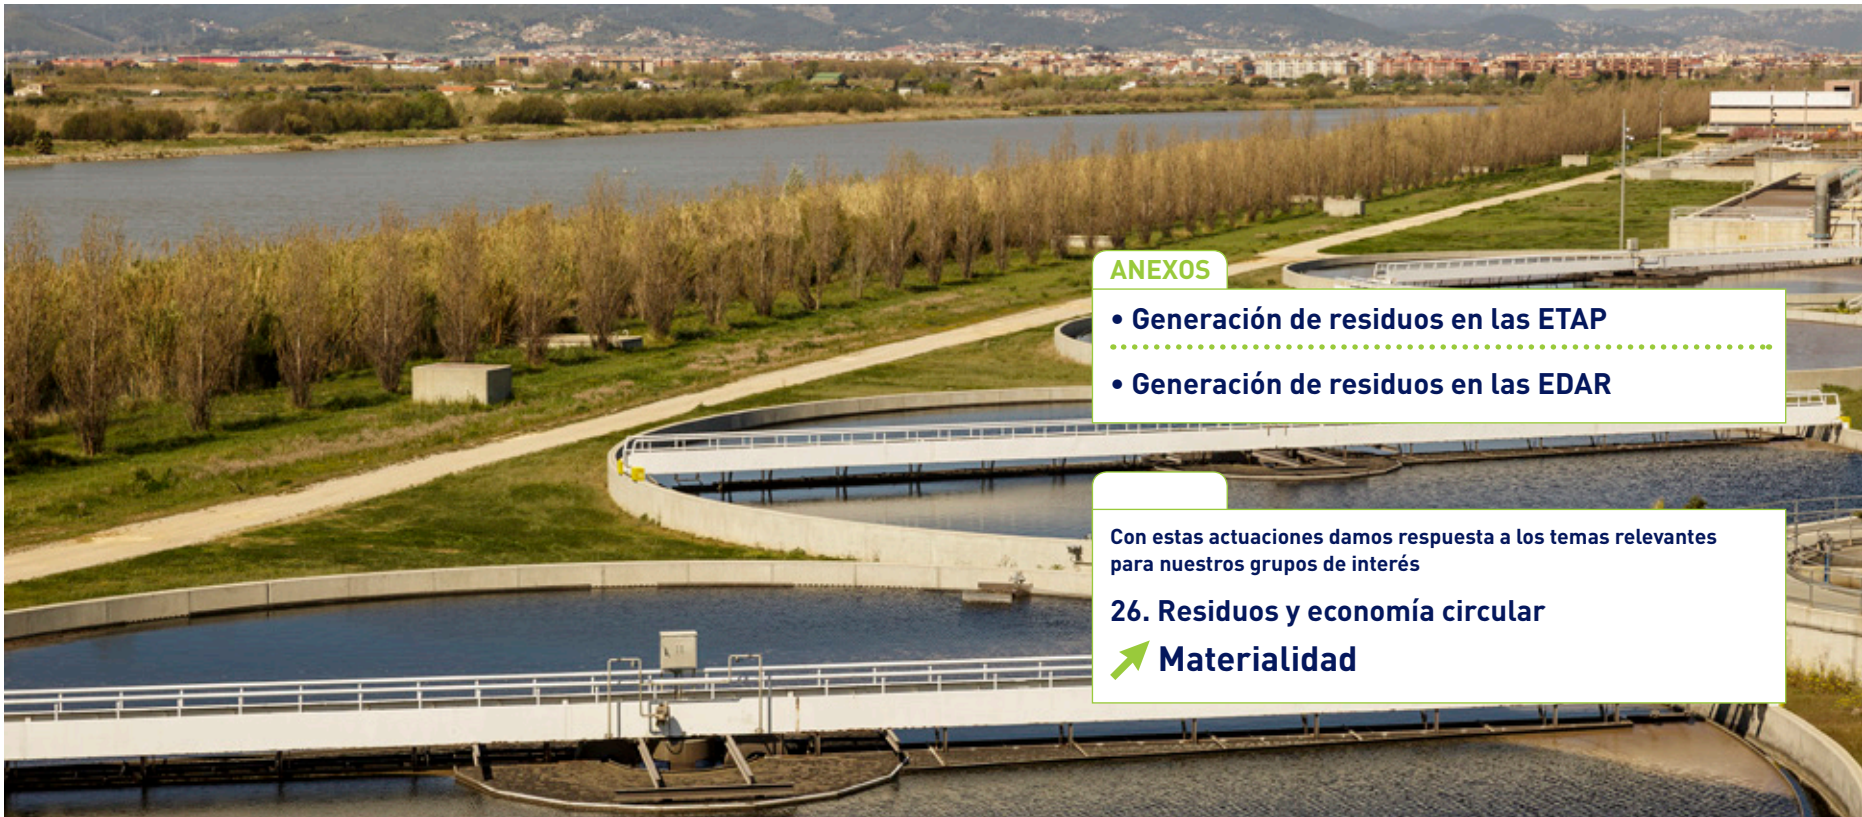 ANEXOS
• Generación de residuos en las ETAP
• Generación de residuos en las EDAR
Con estas actuaciones damos respuesta a los temas relevantes
para nuestros grupos de interés
26. Residuos y economía circular
Materialidad